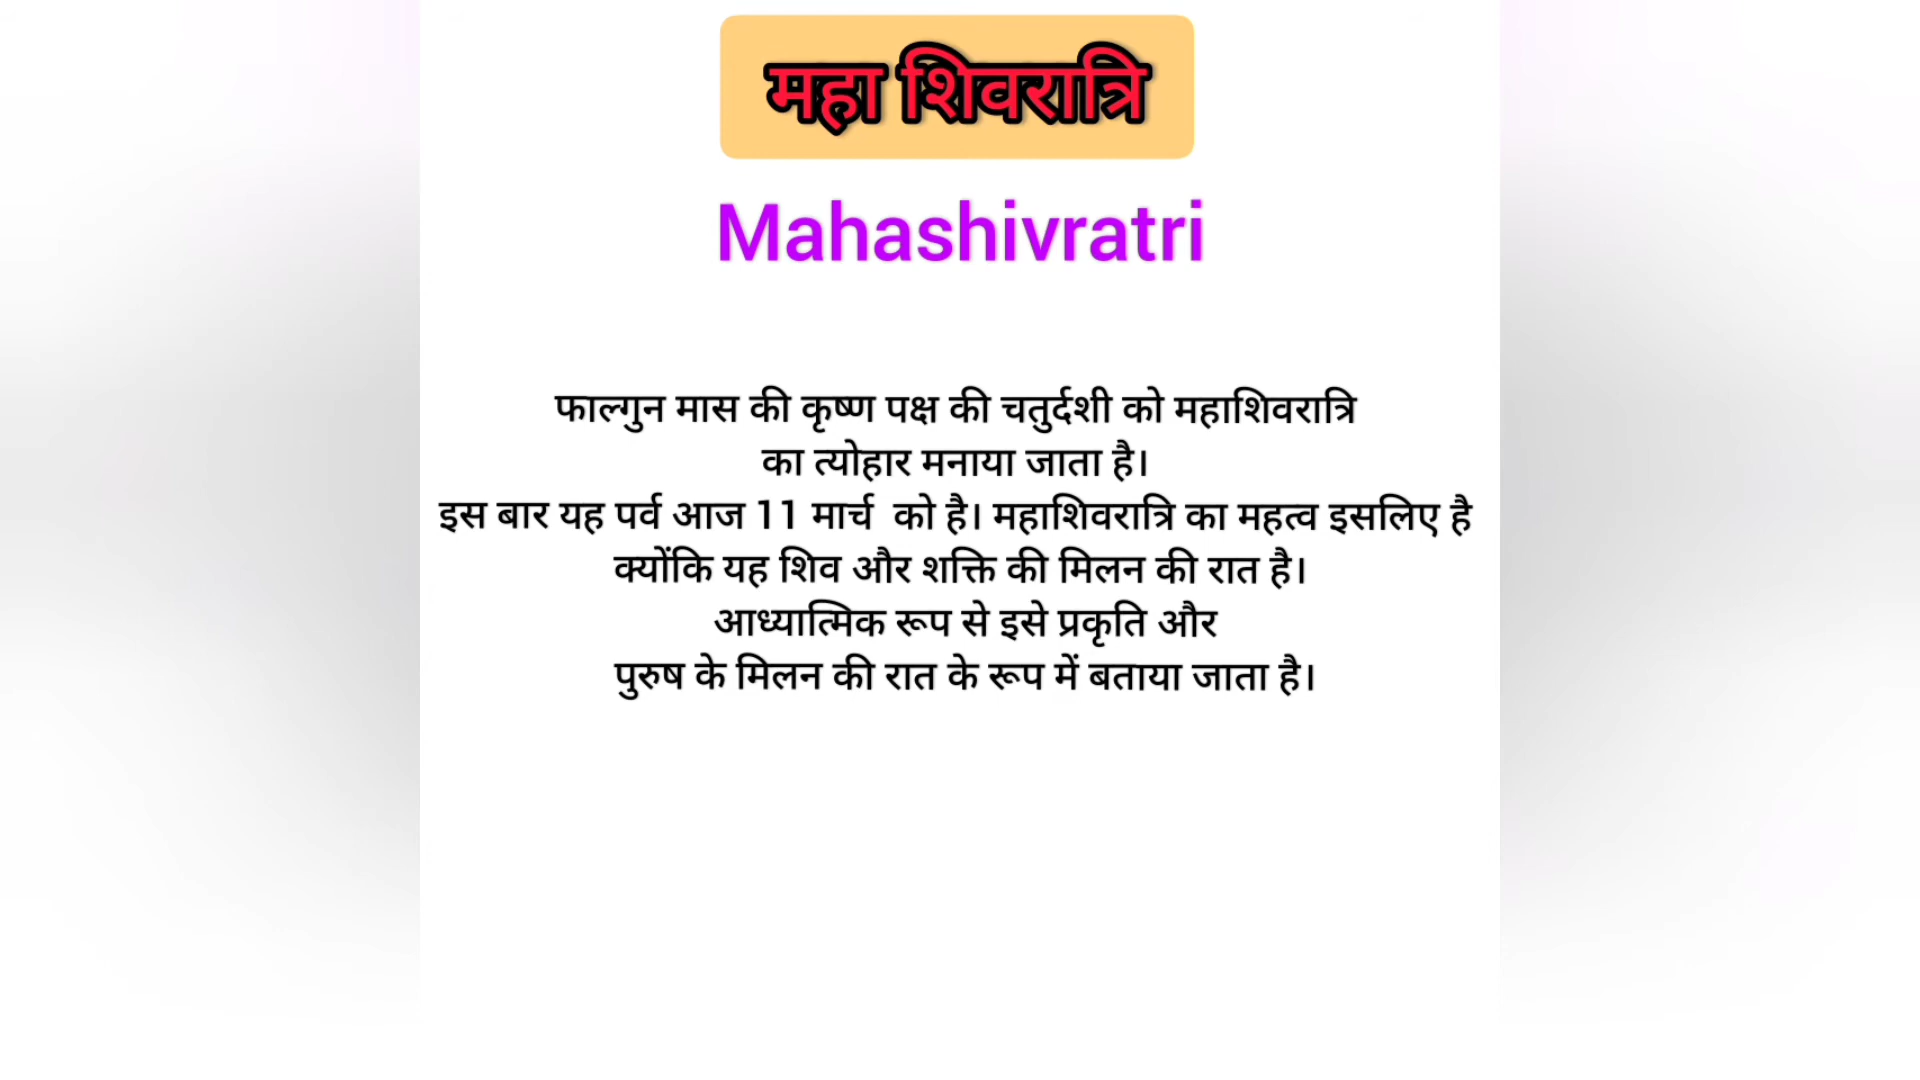 महा शिवरात्रि
Mahashivratri
फाल्गुन मास की कृष्ण पक्ष की चतुर्दशी को महाशिवरात्रि
का त्योहार मनाया जाता है।
इस बार यह पर्व आज 11 मार्च को है। महाशिवरात्रि का महत्व इसलिए है
क्योंकि यह शिव और शक्ति की मिलन की रात है।
आध्यात्मिक रूप से इसे प्रकृति और
पुरुष के मिलन की रात के रूप में बताया जाता है।